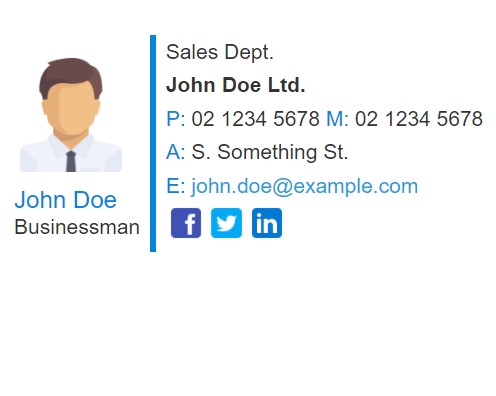 John Doe
Businessman
Sales Dept.
John Doe Ltd.
P: 02 1234 5678 M: 02 1234 5678
A: S. Something St.
E: john.doe@example.com
f in